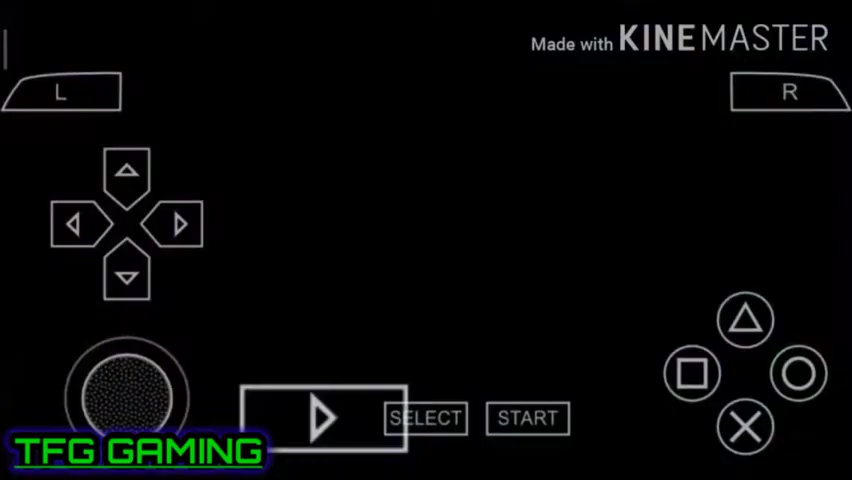 Made with KINEMASTER
L
R
SELECT
START
TFG GAMING